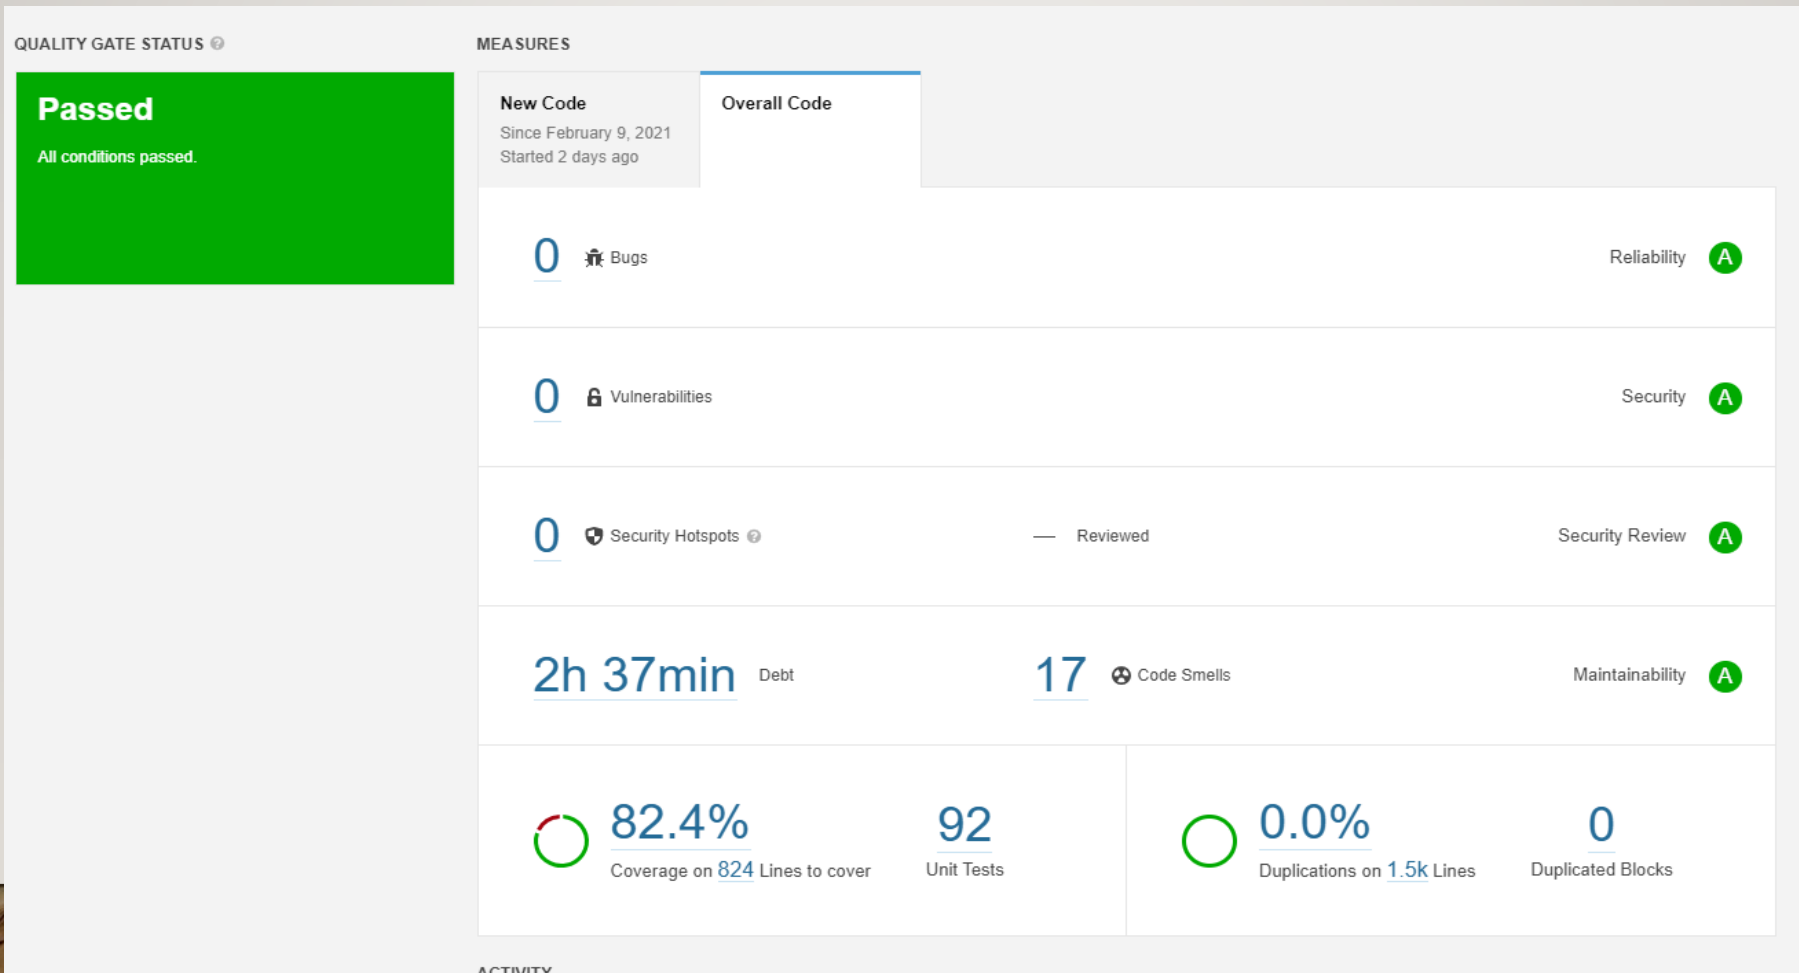 QUALITY GATE STATUS
Passed
All conditions passed.
MEASURES
New Code
Since February 9, 2021
Started 2 days ago
Overall Code
0 Bugs Reliability A
0 Vulnerabilities Security A
0 Security Hotspots — Reviewed Security Review A
2h 37min Debt 17 Code Smells Maintainability A
82.4%
Coverage on 824 Lines to cover
92
Unit Tests
0.0%
Duplications on 1.5k Lines
0
Duplicated Blocks
ACTIVITY